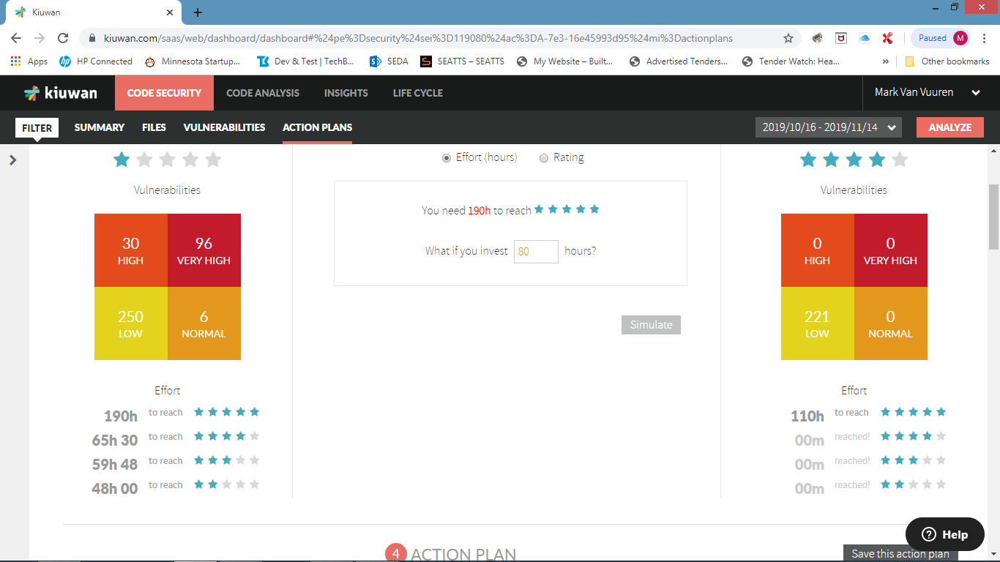 Kiuwan
kiuwan.com/saas/web/dashboard/dashboard#%24pe%3Dsecurity%24sei%3D119080%24ac%3DA-7e3-16e45993d95%24mi%3Dactionplans
Paused M
Apps HP Connected Minnesota Startup... Dev & Test | TechB... SEDA SEATTS – SEATTS My Website – Built... Advertised Tenders... Tender Watch: Hea... » Other bookmarks
kiuwan CODE SECURITY CODE ANALYSIS INSIGHTS LIFE CYCLE Mark Van Vuuren
FILTER SUMMARY FILES VULNERABILITIES ACTION PLANS 2019/10/16 - 2019/11/14 ANALYZE
Vulnerabilities
30 96
HIGH VERY HIGH
250 6
LOW NORMAL
Effort
190h to reach
65h 30 to reach
59h 48 to reach
48h 00 to reach
Effort (hours) Rating
You need 190h to reach
What if you invest 80 hours?
Simulate
Vulnerabilities
0 0
HIGH VERY HIGH
221 0
LOW NORMAL
Effort
110h to reach
00m reached!
00m reached!
00m reached!
4 ACTION PLAN
Save this action plan
? Help